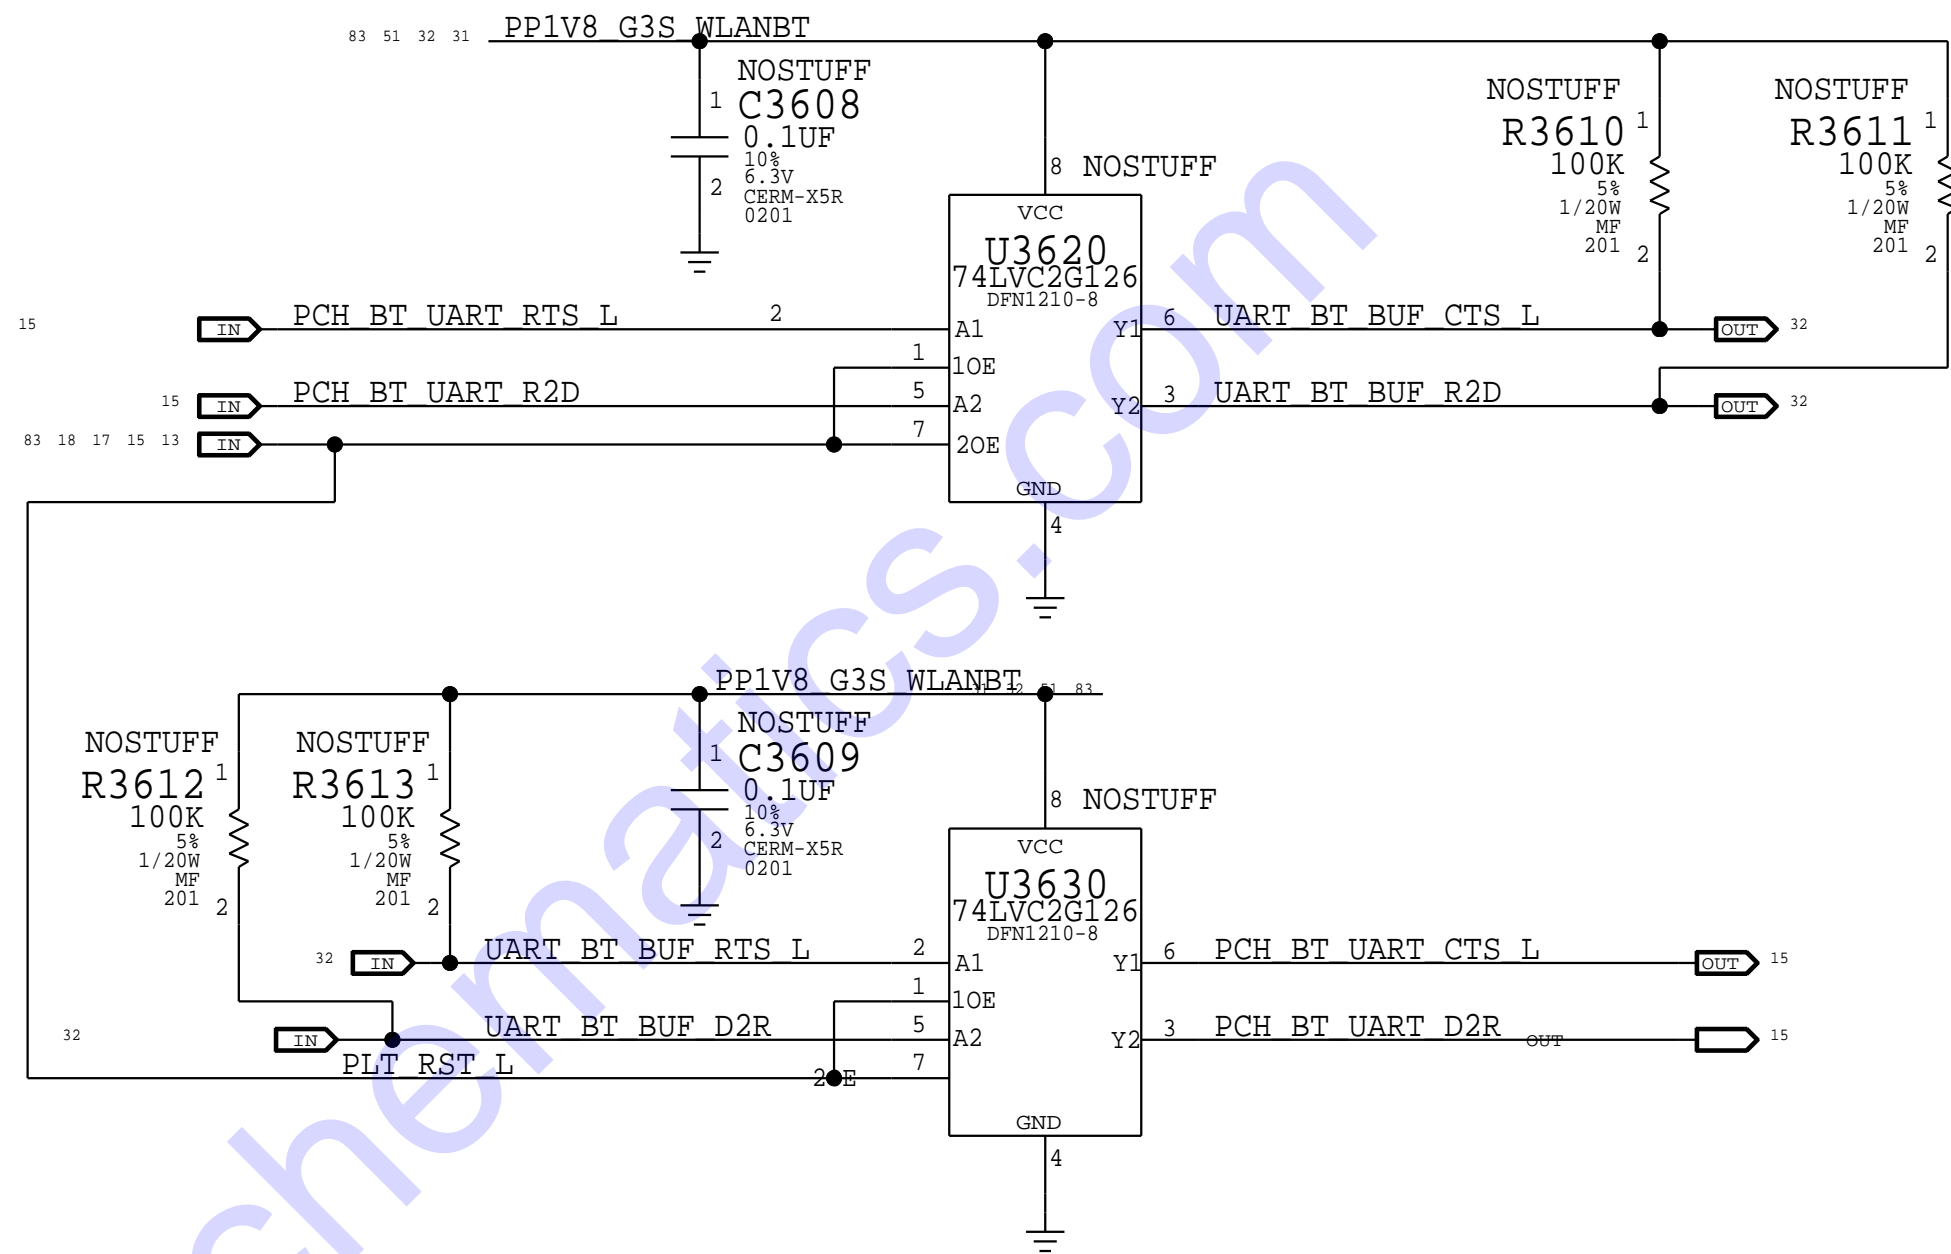 83 51 32 31 PP1V8_G3S_WLANBT
NOSTUFF
1 C3608
0.1UF
10%
6.3V
2 CERM-X5R
0201
8 NOSTUFF
VCC
U3620
74LVC2G126
DFN1210-8
NOSTUFF
R3610 1
100K
5%
1/20W
MF
201
2
NOSTUFF
R3611 1
100K
5%
1/20W
MF
201
2
15 IN PCH_BT_UART_RTS_L 2 A1
Y1 6 UART_BT_BUF_CTS_L OUT 32
1 1OE
15 IN PCH_BT_UART_R2D 5 A2
Y2 3 UART_BT_BUF_R2D OUT 32
83 18 17 15 13 IN 7 2OE
GND
4
PP1V8_G3S_WLANBT 83
NOSTUFF
R3612 1
100K
5%
1/20W
MF
201
2
NOSTUFF
R3613 1
100K
5%
1/20W
MF
201
2
NOSTUFF
1 C3609
0.1UF
10%
6.3V
2 CERM-X5R
0201
8 NOSTUFF
VCC
U3630
74LVC2G126
DFN1210-8
32 IN UART_BT_BUF_RTS_L 2 A1
Y1 6 PCH_BT_UART_CTS_L OUT 15
1 1OE
32 IN UART_BT_BUF_D2R 5 A2
Y2 3 PCH_BT_UART_D2R OUT 15
PLT_RST_L 7
GND
4
chematics.com